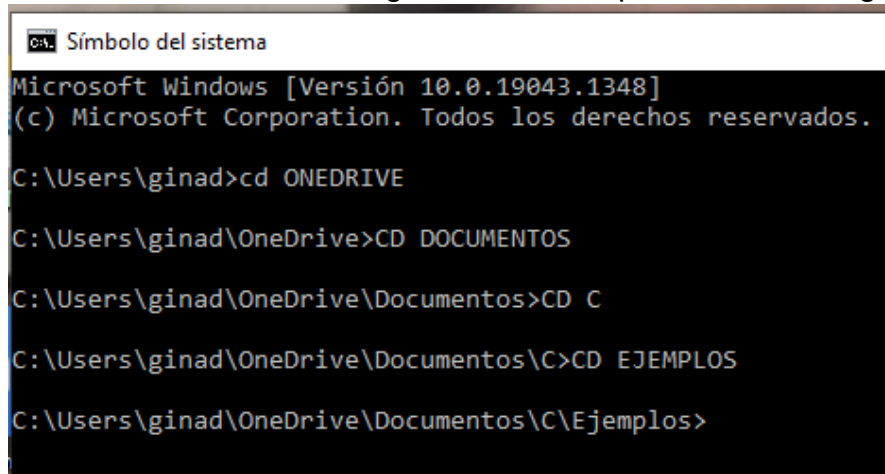 Símbolo del sistema
Microsoft Windows [Versión 10.0.19043.1348]
(c) Microsoft Corporation. Todos los derechos reservados.
C:\Users\ginad>cd ONEDRIVE
C:\Users\ginad\OneDrive>CD DOCUMENTOS
C:\Users\ginad\OneDrive\Documentos>CD C
C:\Users\ginad\OneDrive\Documentos\C>CD EJEMPLOS
C:\Users\ginad\OneDrive\Documentos\C\Ejemplos>